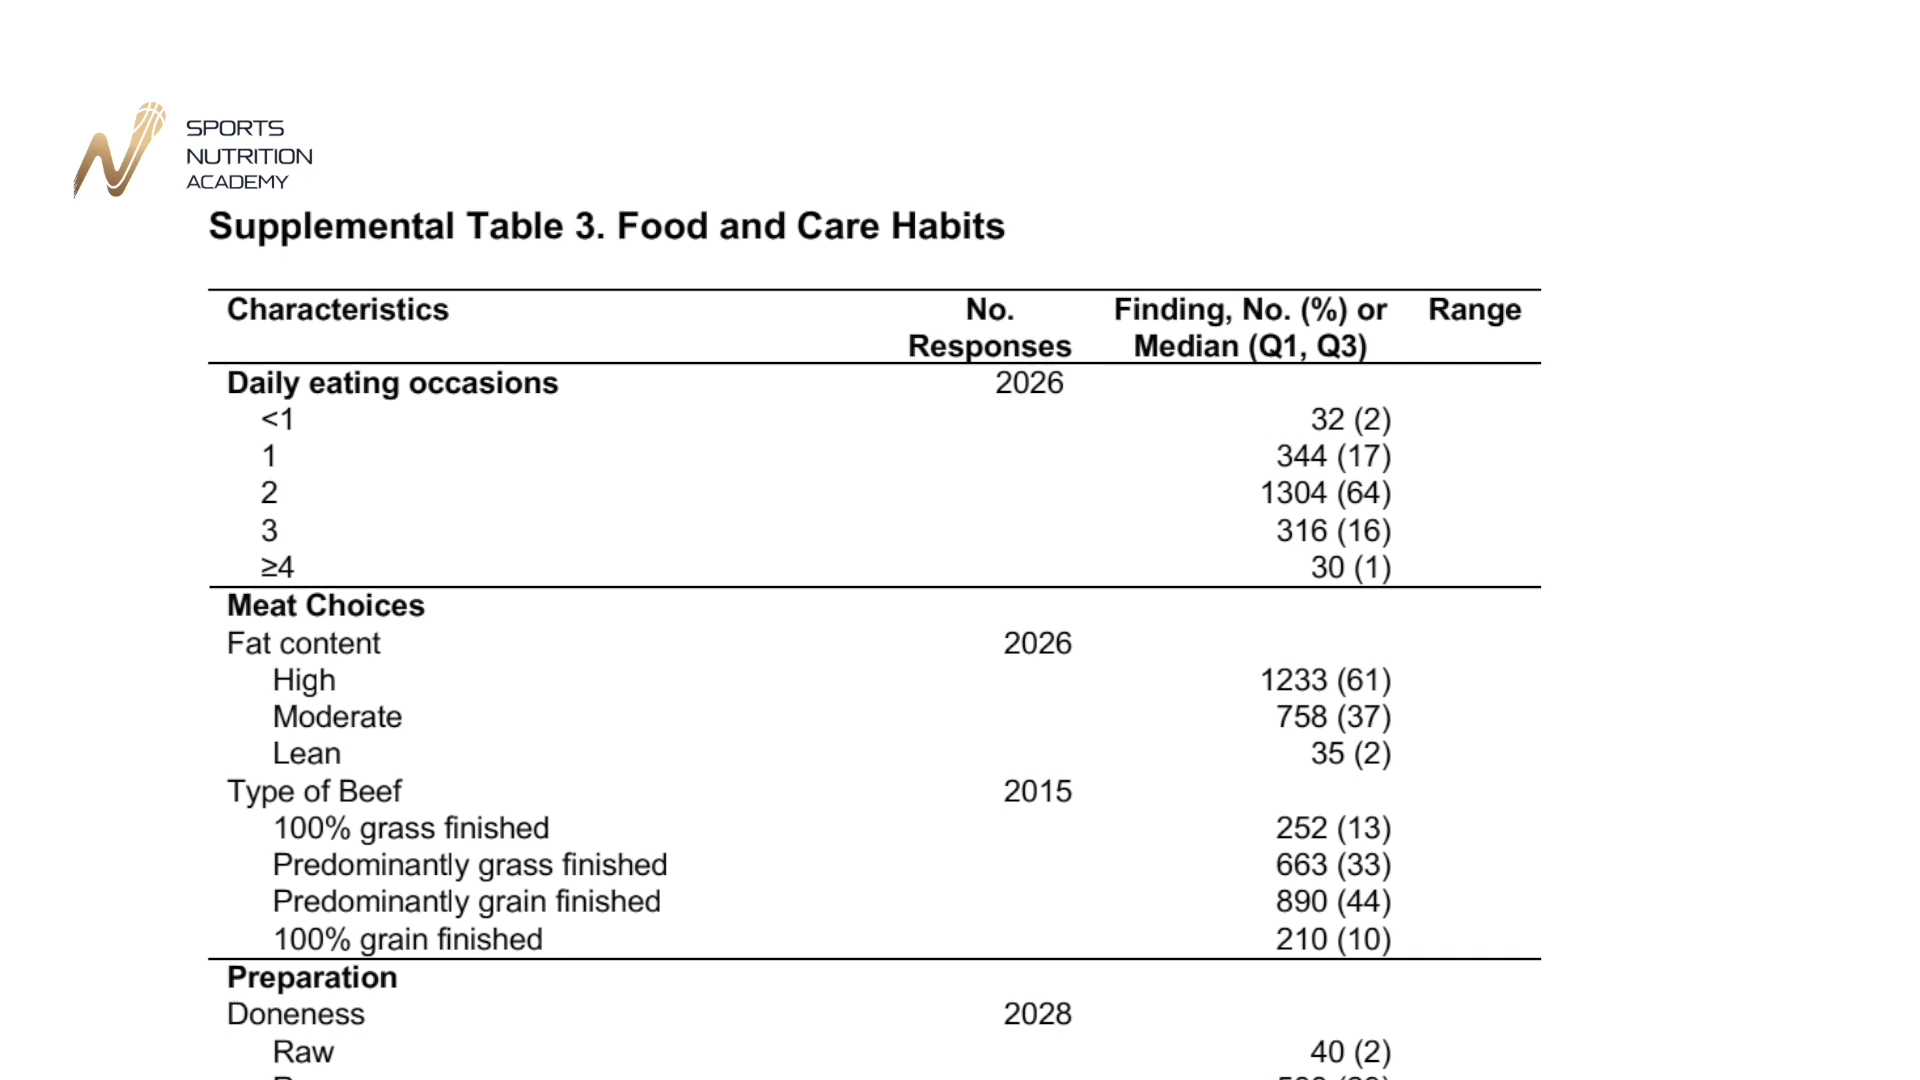 SPORTS
NUTRITION
ACADEMY
Supplemental Table 3. Food and Care Habits
Characteristics No. Responses Finding, No. (%) or Median (Q1, Q3) Range
Daily eating occasions 2026
<1 32 (2)
1 344 (17)
2 1304 (64)
3 316 (16)
≥4 30 (1)
Meat Choices
Fat content 2026
High 1233 (61)
Moderate 758 (37)
Lean 35 (2)
Type of Beef 2015
100% grass finished 252 (13)
Predominantly grass finished 663 (33)
Predominantly grain finished 890 (44)
100% grain finished 210 (10)
Preparation
Doneness 2028
Raw 40 (2)